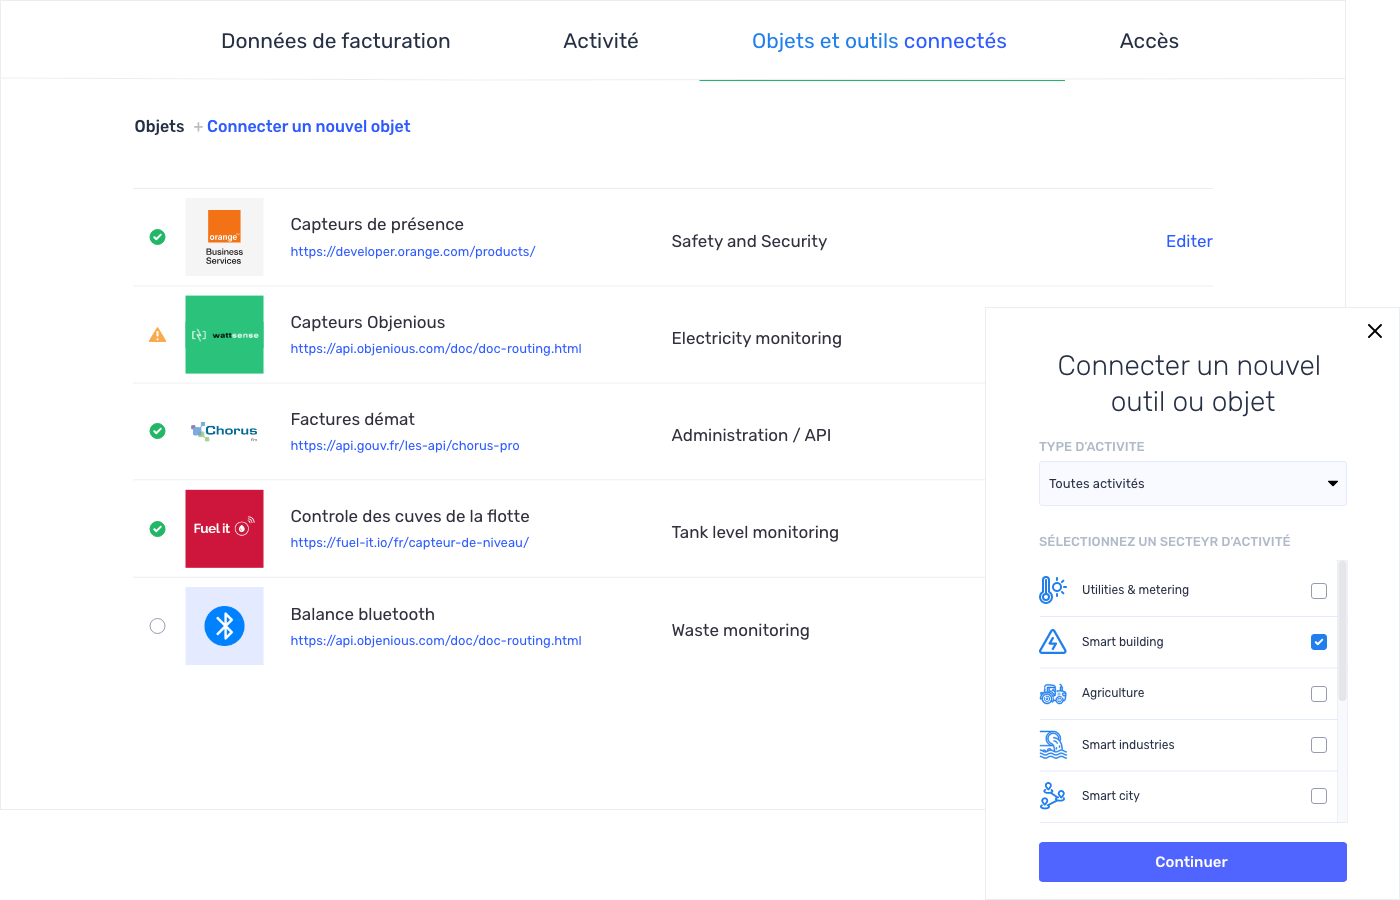 Données de facturation
Activité
Objets et outils connectés
Accès
Objets + Connecter un nouvel objet
orange™
Business
Services
Capteurs de présence
https://developer.orange.com/products/
Safety and Security
Editer
wattsense
Capteurs Objenious
https://api.objenious.com/doc/doc-routing.html
Electricity monitoring
Chorus
Factures démat
https://api.gouv.fr/les-api/chorus-pro
Administration / API
Fuel it
Controle des cuves de la flotte
https://fuel-it.io/fr/capteur-de-niveau/
Tank level monitoring
Balance bluetooth
https://api.objenious.com/doc/doc-routing.html
Waste monitoring
Connecter un nouvel
outil ou objet
TYPE D'ACTIVITE
Toutes activités
SÉLECTIONNEZ UN SECTEYR D'ACTIVITÉ
Utilities & metering
Smart building
Agriculture
Smart industries
Smart city
Continuer